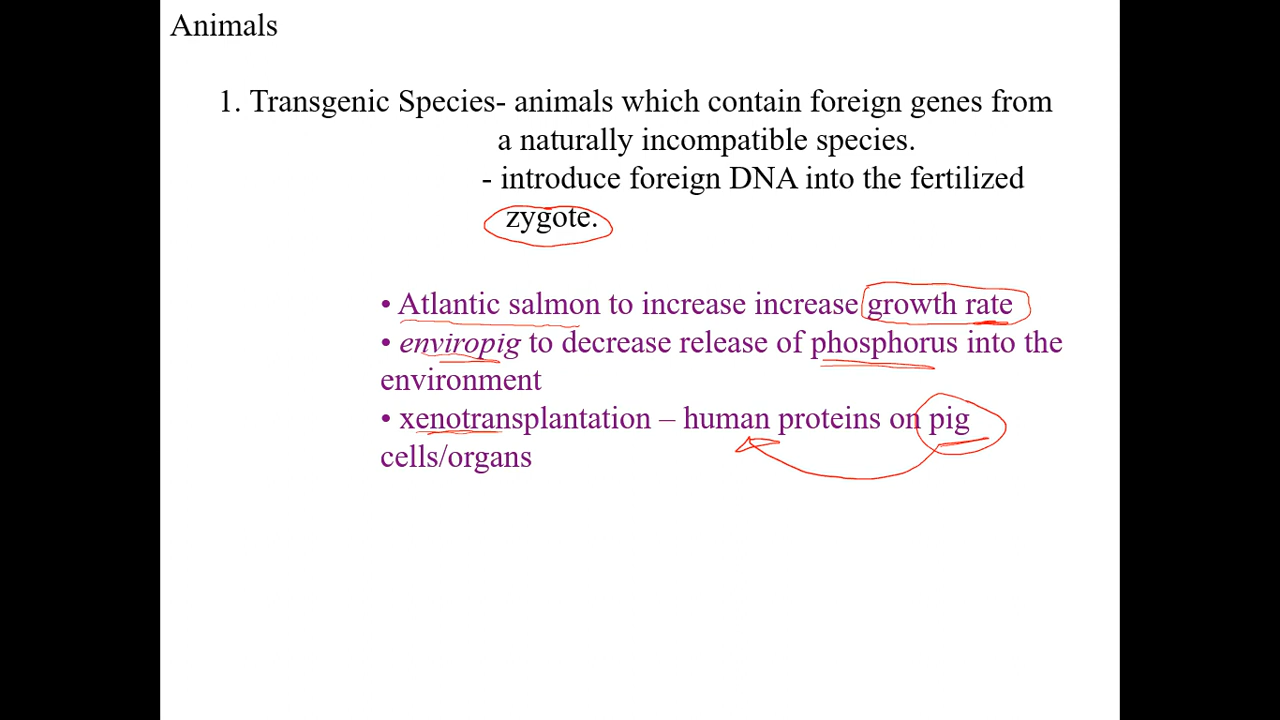 Animals
1. Transgenic Species- animals which contain foreign genes from
a naturally incompatible species.
- introduce foreign DNA into the fertilized
zygote.
• Atlantic salmon to increase increase growth rate
• enviropig to decrease release of phosphorus into the
environment
• xenotransplantation – human proteins on pig
cells/organs